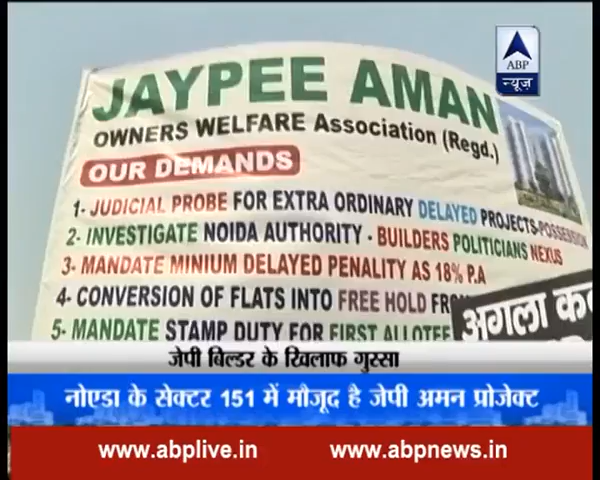 ABP
न्यूज़
JAYPEE AMAN
OWNERS WELFARE Association (Regd.)
OUR DEMANDS
1- JUDICIAL PROBE FOR EXTRA ORDINARY DELAYED PROJECTS-POSSESSION
2- INVESTIGATE NOIDA AUTHORITY - BUILDERS POLITICIANS NEXUS
3- MANDATE MINIUM DELAYED PENALITY AS 18% P.A
4- CONVERSION OF FLATS INTO FREE HOLD
5- MANDATE STAMP DUTY FOR FIRST ALLOTEE
अगला
जेपी बिल्डर के खिलाफ गुस्सा
नोएडा के सेक्टर 151 में मौजूद है जेपी अमन प्रोजेक्ट
www.abplive.in www.abpnews.in